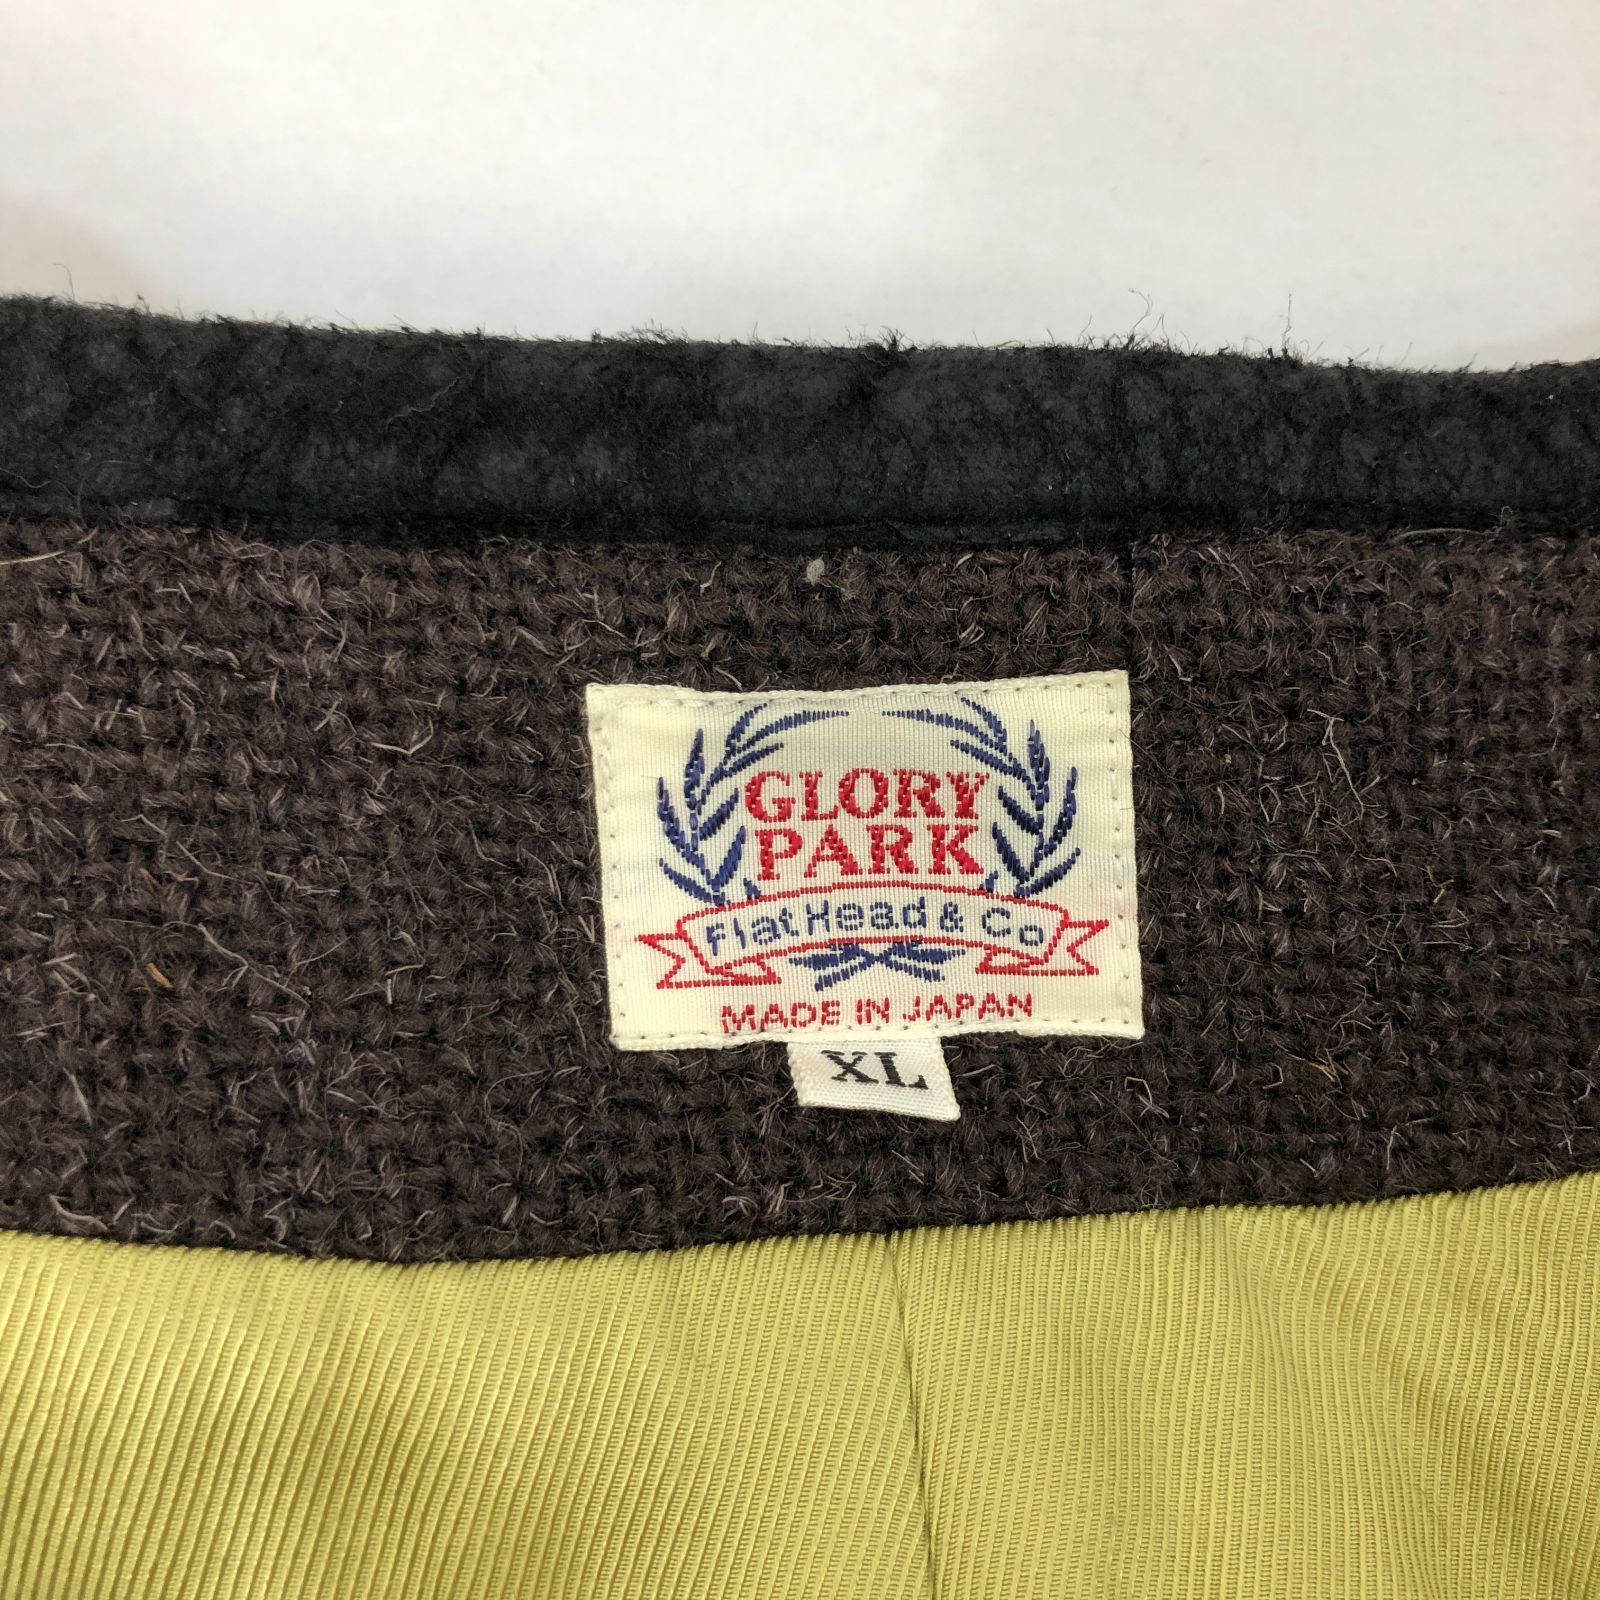 GLORY
PARK
Flat Head & Co
MADE IN JAPAN
XL